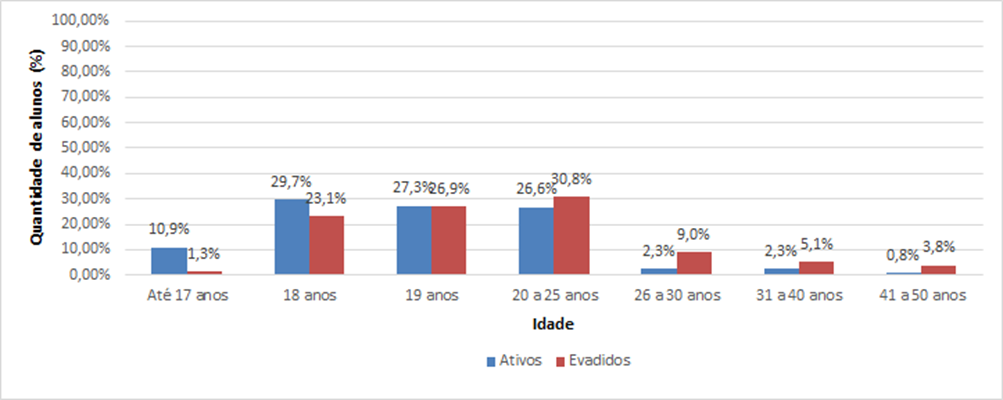 Quantidade de alunos (%)
100,00%
90,00%
80,00%
70,00%
60,00%
50,00%
40,00%
30,00%
20,00%
10,00%
0,00%
10,9%
1,3%
29,7%
23,1%
27,3%
26,9%
26,6%
30,8%
2,3%
9,0%
2,3%
5,1%
0,8%
3,8%
Até 17 anos
18 anos
19 anos
20 a 25 anos
26 a 30 anos
31 a 40 anos
41 a 50 anos
Idade
Ativos
Evadidos